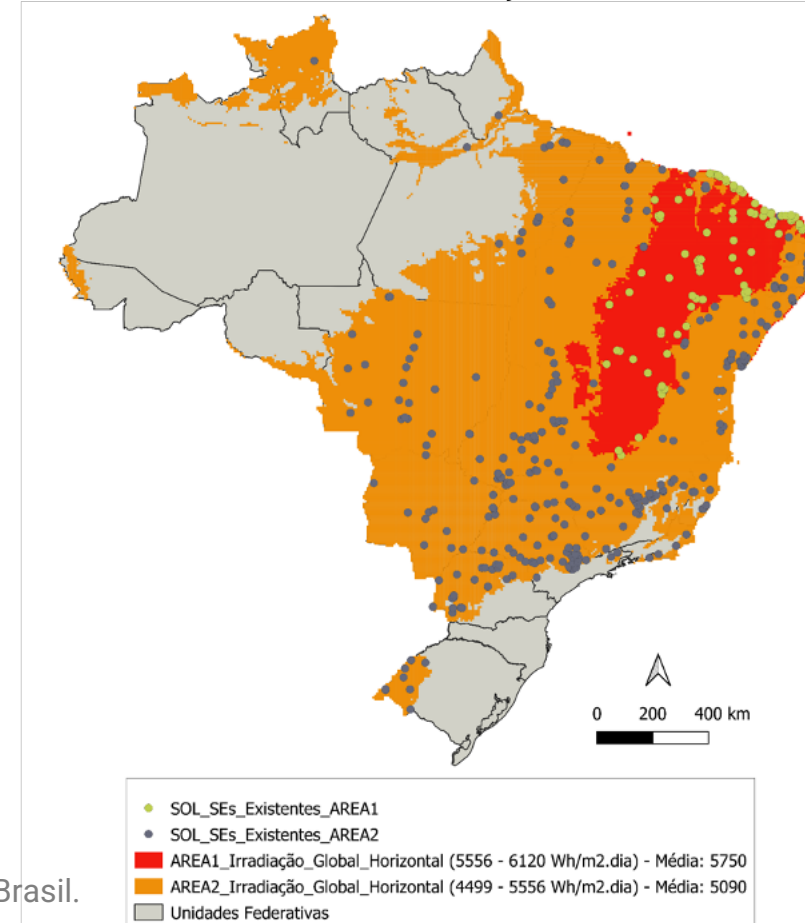 0 200 400 km
SOL_SEs_Existentes_AREA1
SOL_SEs_Existentes_AREA2
AREA1_Irradiação_Global_Horizontal (5556 - 6120 Wh/m2.dia) - Média: 5750
AREA2_Irradiação_Global_Horizontal (4499 - 5556 Wh/m2.dia) - Média: 5090
Brasil.
Unidades Federativas